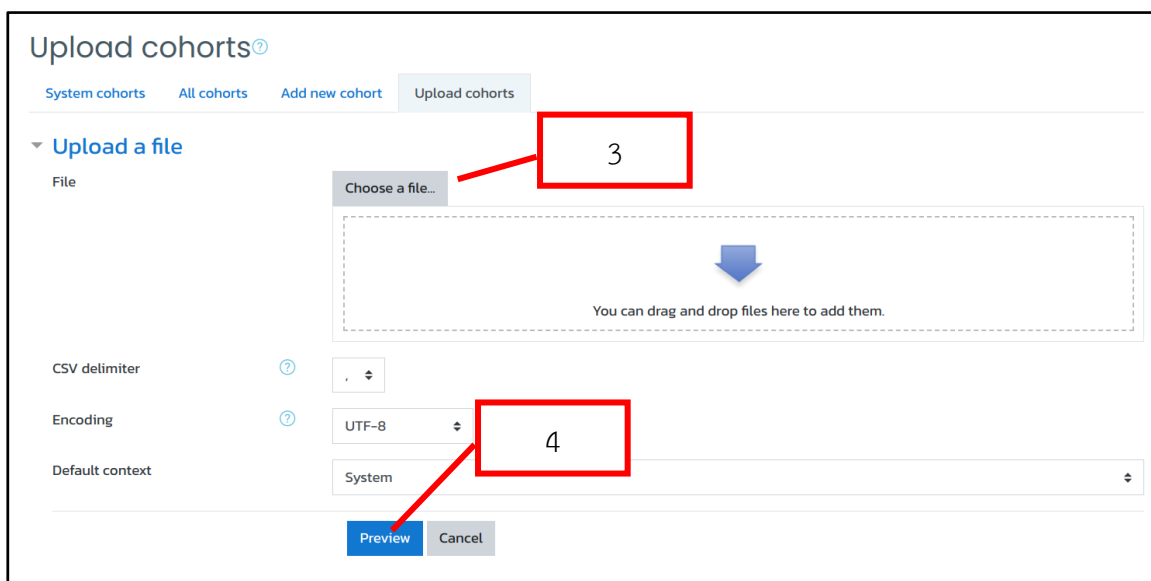 Upload cohorts
System cohorts All cohorts Add new cohort Upload cohorts
Upload a file
3
File
Choose a file...
You can drag and drop files here to add them.
CSV delimiter ? ,
Encoding ? UTF-8
4
Default context System
Preview Cancel